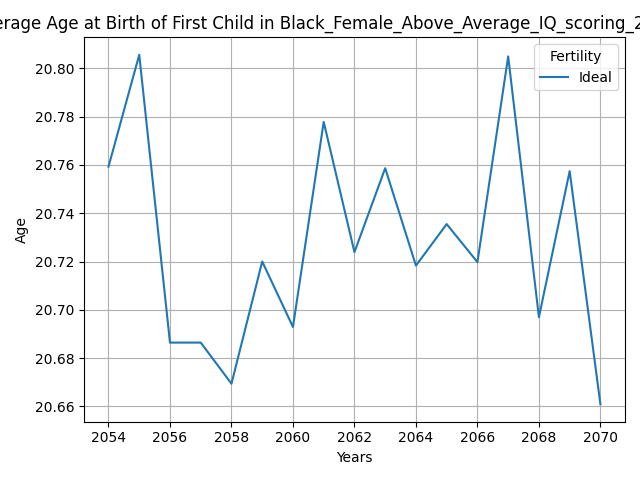 erage Age at Birth of First Child in Black_Female_Above_Average_IQ_scoring_2
Fertility
Ideal
20.80
20.78
20.76
20.74
20.72
20.70
20.68
20.66
Age
2054 2056 2058 2060 2062 2064 2066 2068 2070
Years